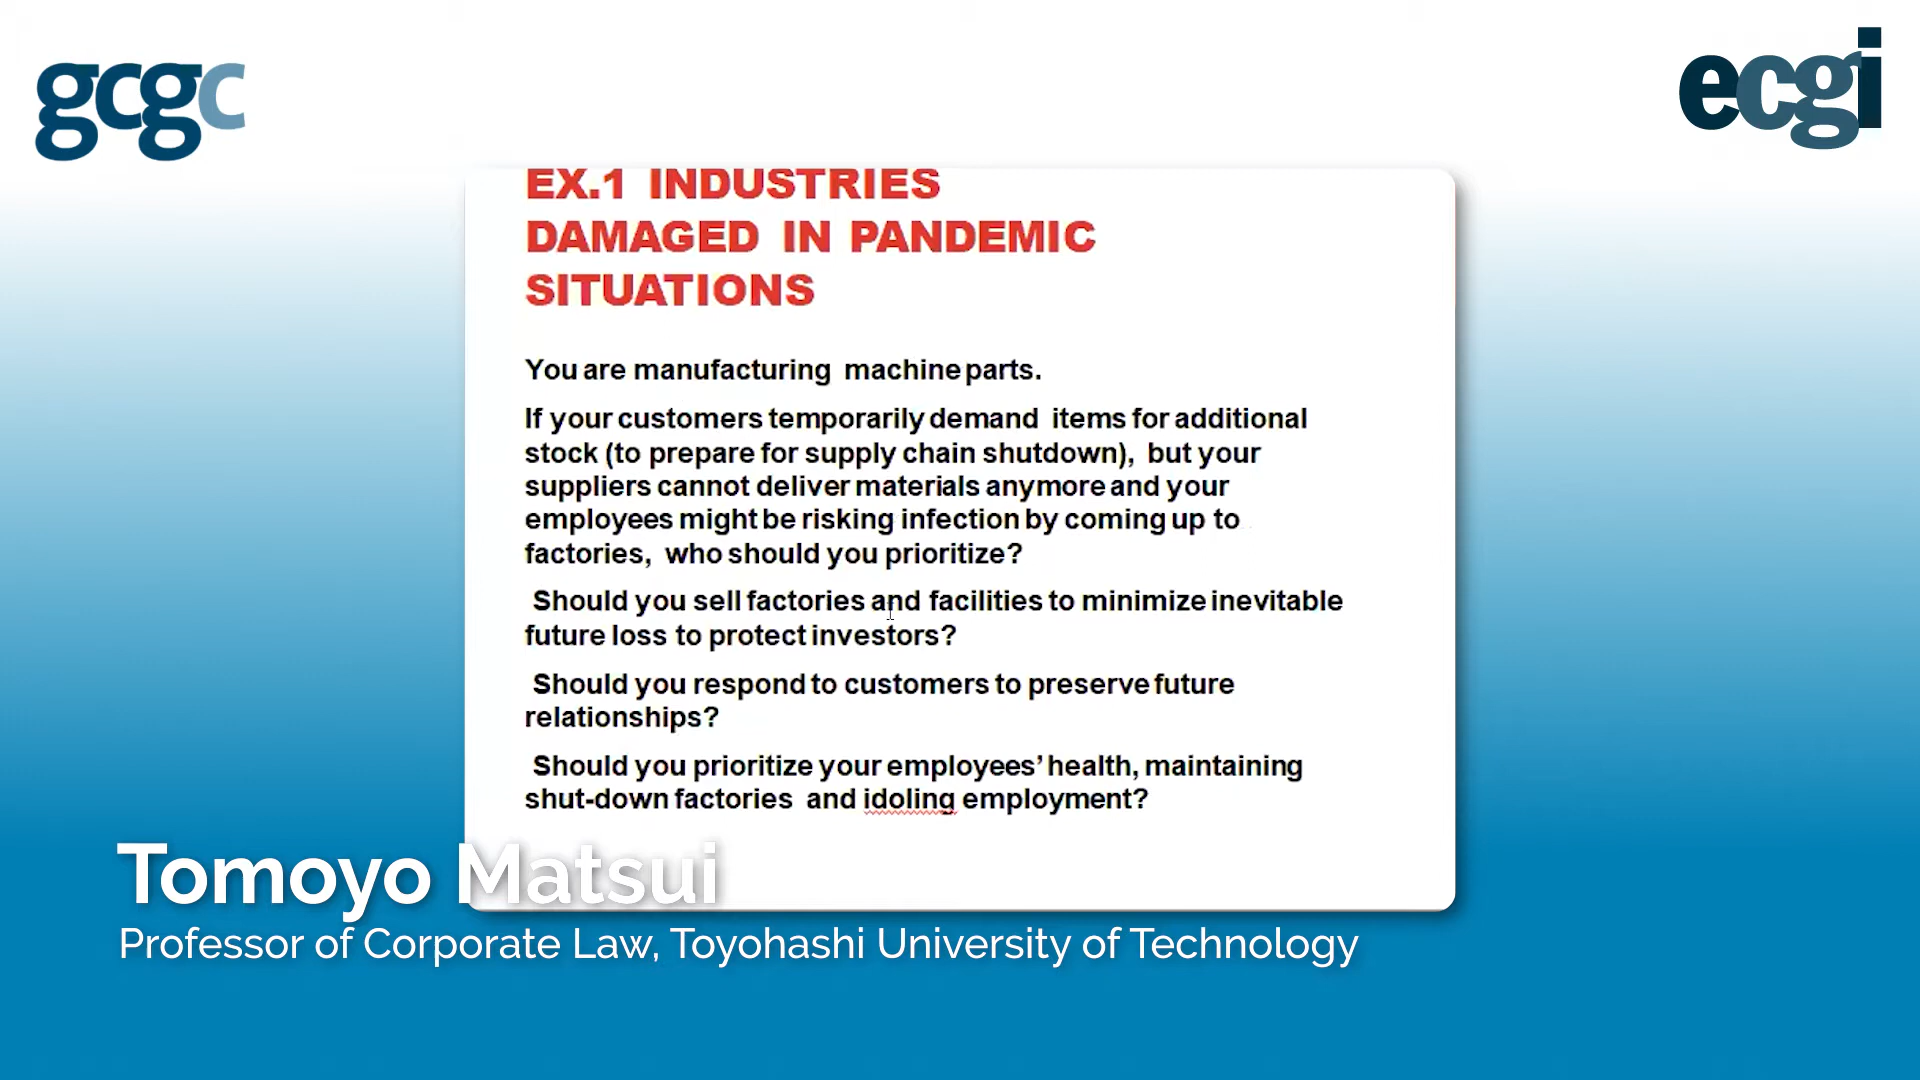 gcgc
ecgi
EX.1 INDUSTRIES
DAMAGED IN PANDEMIC
SITUATIONS
You are manufacturing machine parts.
If your customers temporarily demand items for additional
stock (to prepare for supply chain shutdown), but your
suppliers cannot deliver materials anymore and your
employees might be risking infection by coming up to
factories, who should you prioritize?
Should you sell factories and facilities to minimize inevitable
future loss to protect investors?
Should you respond to customers to preserve future
relationships?
Should you prioritize your employees’ health, maintaining
shut-down factories and idoling employment?
Tomoyo Matsui
Professor of Corporate Law, Toyohashi University of Technology